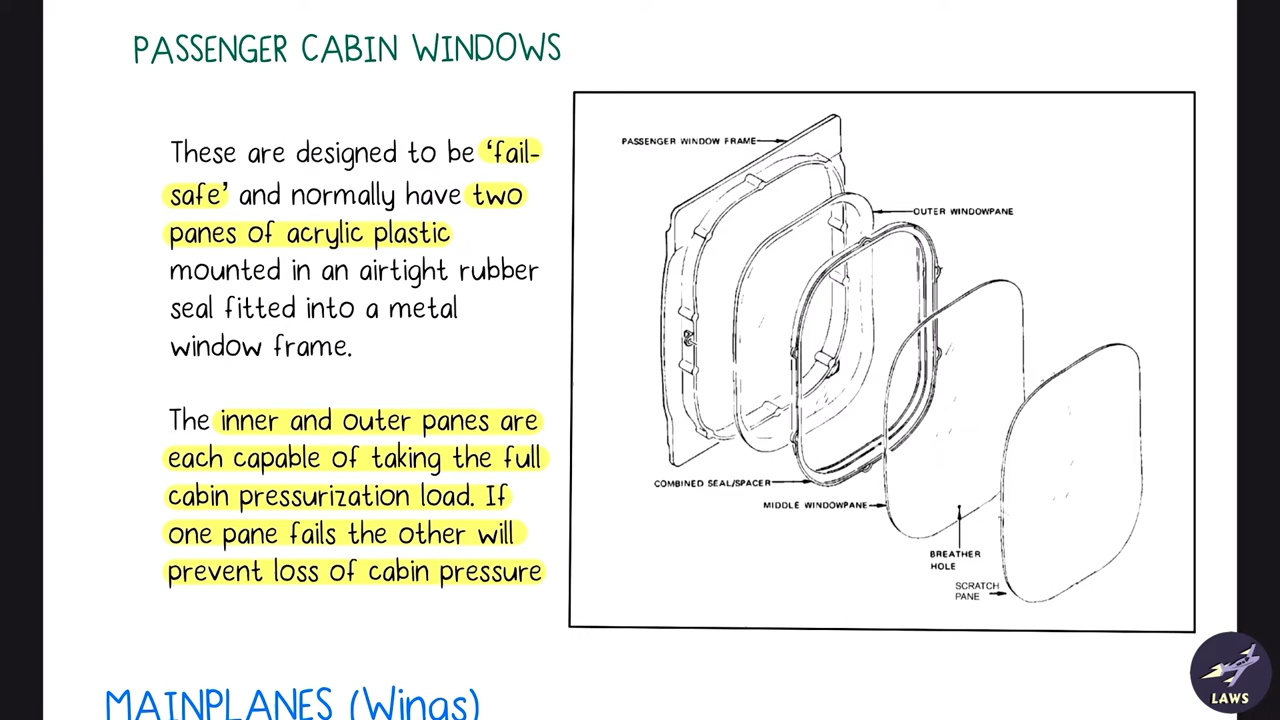 PASSENGER CABIN WINDOWS
These are designed to be ‘fail-
safe’ and normally have two
panes of acrylic plastic
mounted in an airtight rubber
seal fitted into a metal
window frame.
The inner and outer panes are
each capable of taking the full
cabin pressurization load. If
one pane fails the other will
prevent loss of cabin pressure
PASSENGER WINDOW FRAME
OUTER WINDOWPANE
COMBINED SEAL/SPACER
MIDDLE WINDOWPANE
BREATHER
HOLE
SCRATCH
PANE
MAINPLANES (Wings)
LAWS